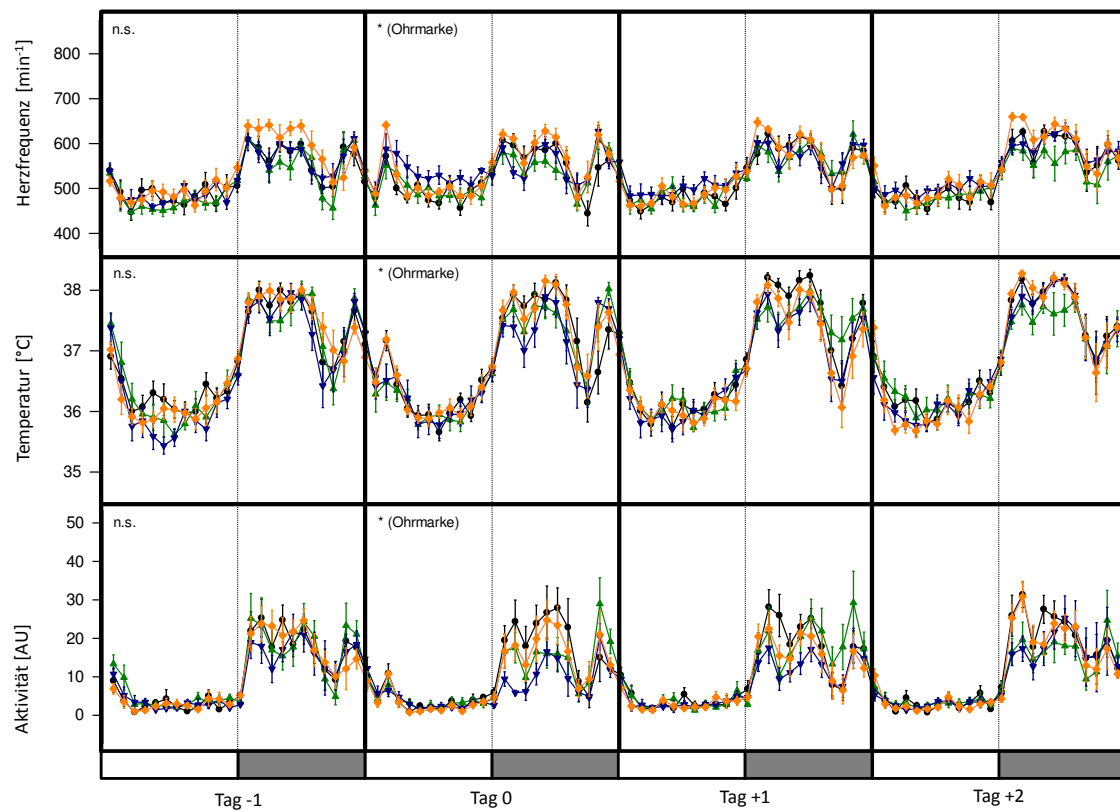 n.s.
* (Ohrmarke)
Herzfrequenz [min⁻¹]
800
700
600
500
400
n.s.
* (Ohrmarke)
Temperatur [°C]
38
37
36
35
n.s.
* (Ohrmarke)
Aktivität [AU]
50
40
30
20
10
0
Tag -1
Tag 0
Tag +1
Tag +2